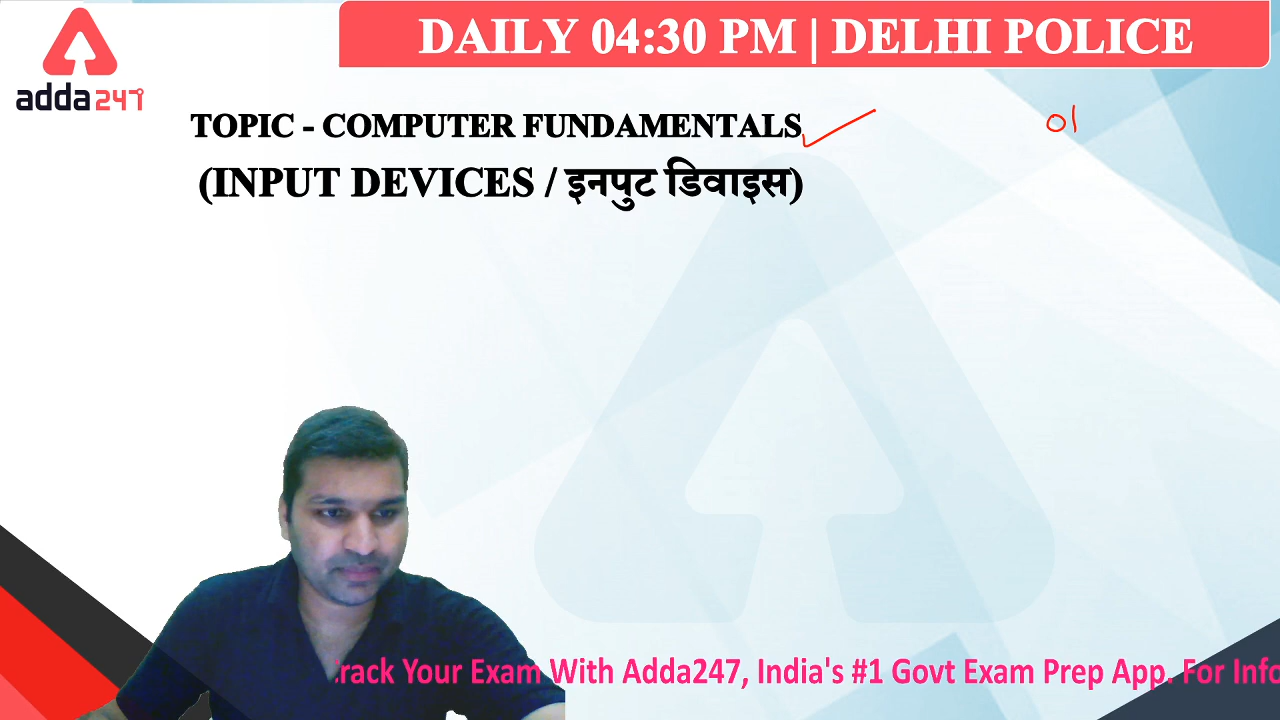 DAILY 04:30 PM | DELHI POLICE
adda247
TOPIC - COMPUTER FUNDAMENTALS
01
(INPUT DEVICES / इनपुट डिवाइस)
rack Your Exam With Adda247, India's #1 Govt Exam Prep App. For Info